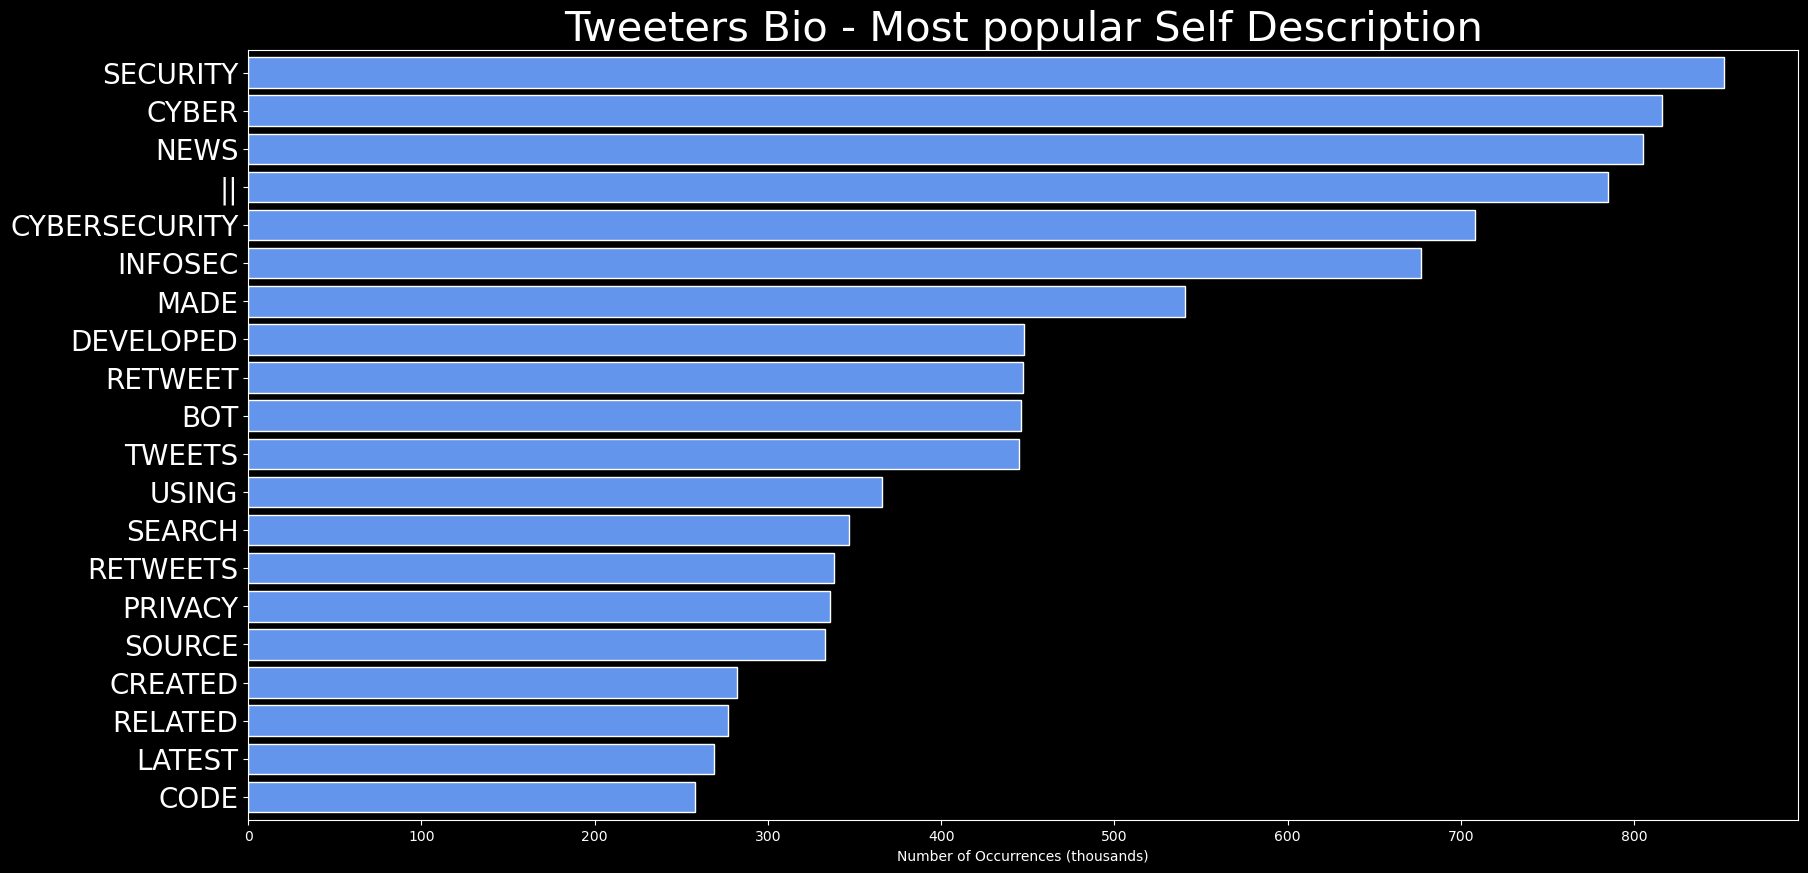 Tweeters Bio - Most popular Self Description
SECURITY
CYBER
NEWS
||
CYBERSECURITY
INFOSEC
MADE
DEVELOPED
RETWEET
BOT
TWEETS
USING
SEARCH
RETWEETS
PRIVACY
SOURCE
CREATED
RELATED
LATEST
CODE
0 100 200 300 400 500 600 700 800
Number of Occurrences (thousands)